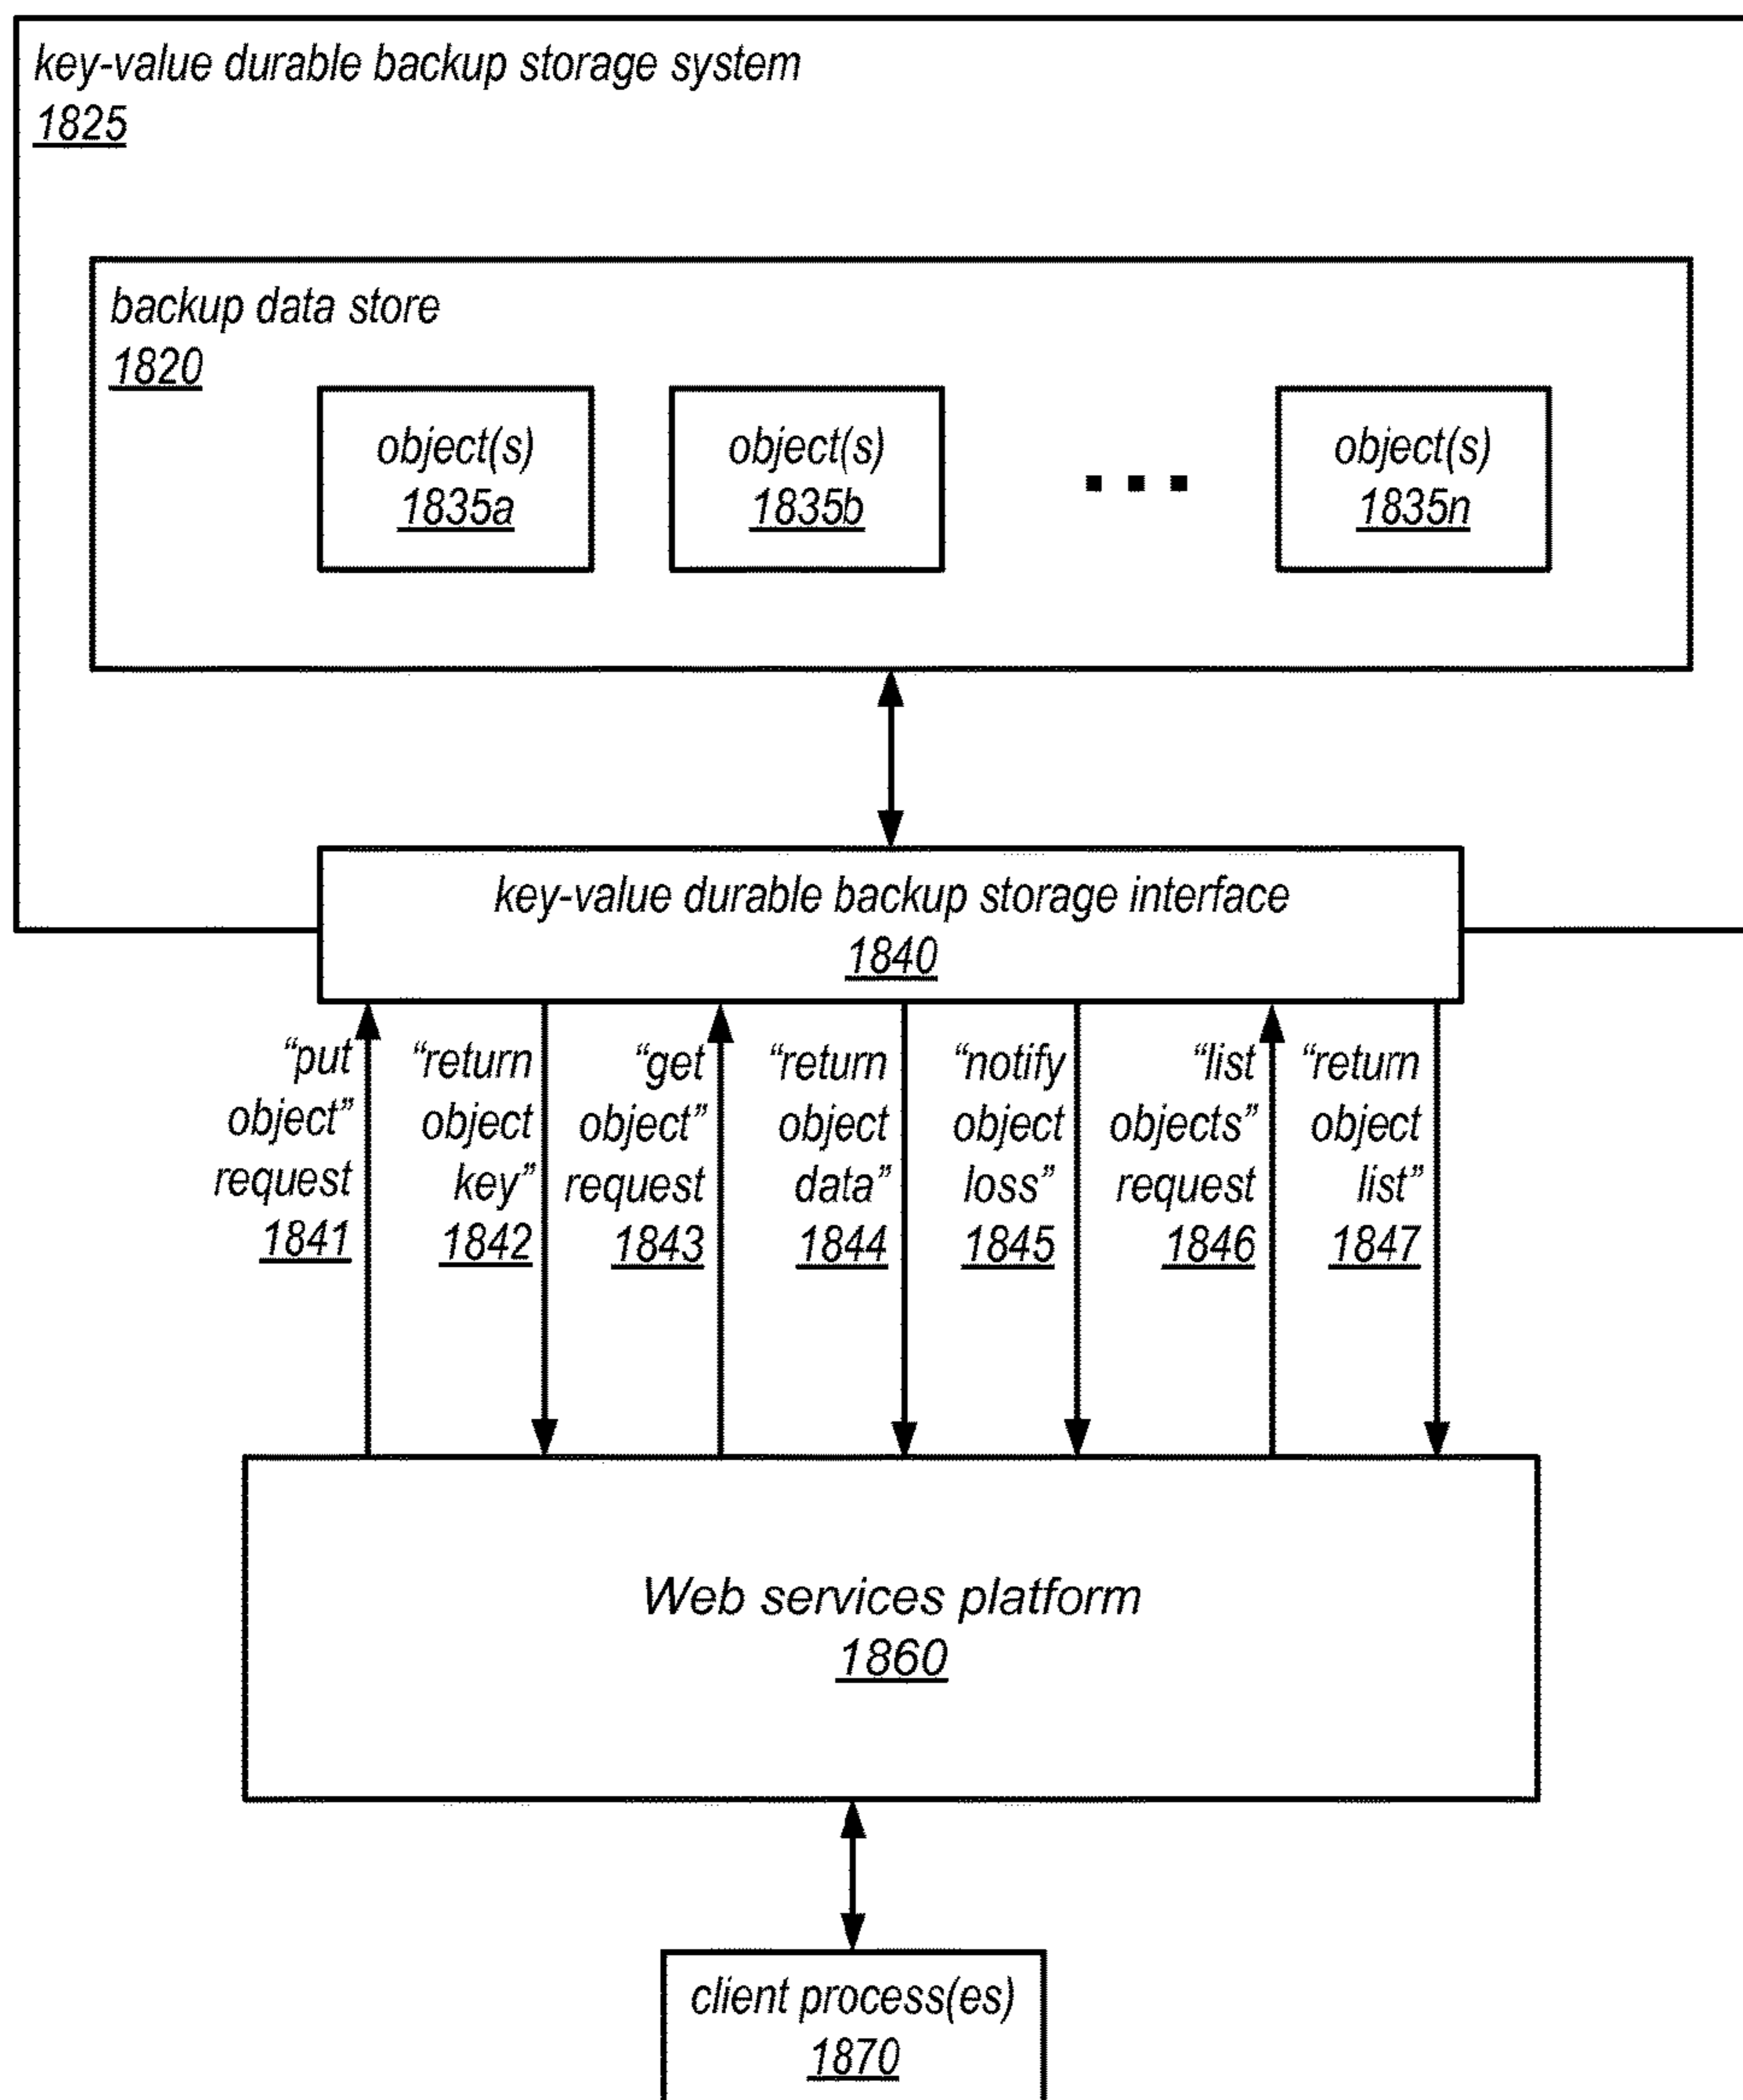 key-value durable backup storage system
1825
backup data store
1820
object(s)
1835a
object(s)
1835b
object(s)
1835n
key-value durable backup storage interface
1840
“put
object”
request
1841
“return
object
key”
1842
“get
object”
request
1843
“return
object
data”
1844
“notify
object
loss”
1845
“list
objects”
request
1846
“return
object
list”
1847
Web services platform
1860
client process(es)
1870